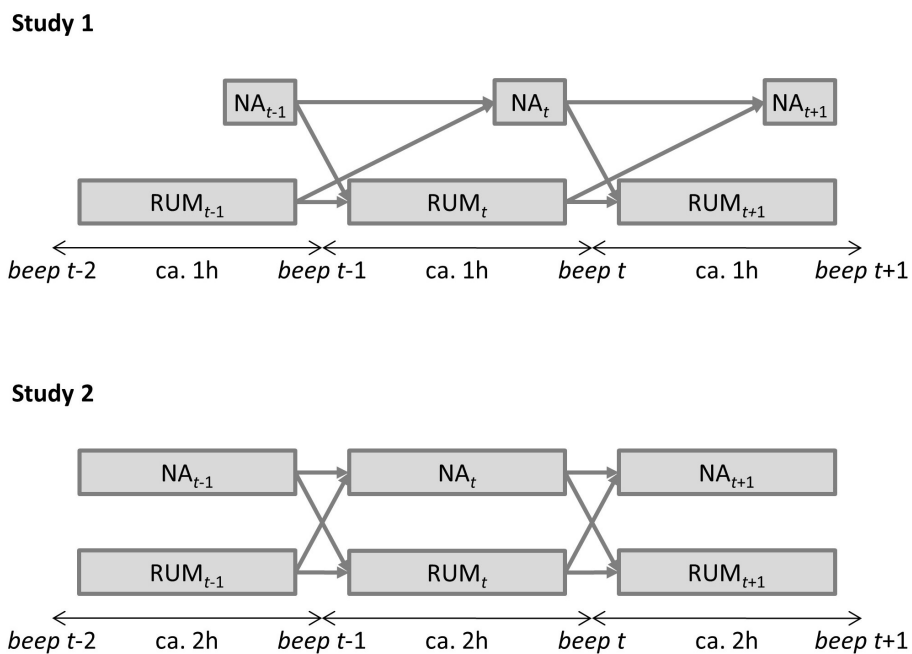 Study 1
NAt-1 NAt NAt+1
RUMt-1 RUMt RUMt+1
beep t-2 ca. 1h beep t-1 ca. 1h beep t ca. 1h beep t+1
Study 2
NAt-1 NAt NAt+1
RUMt-1 RUMt RUMt+1
beep t-2 ca. 2h beep t-1 ca. 2h beep t ca. 2h beep t+1